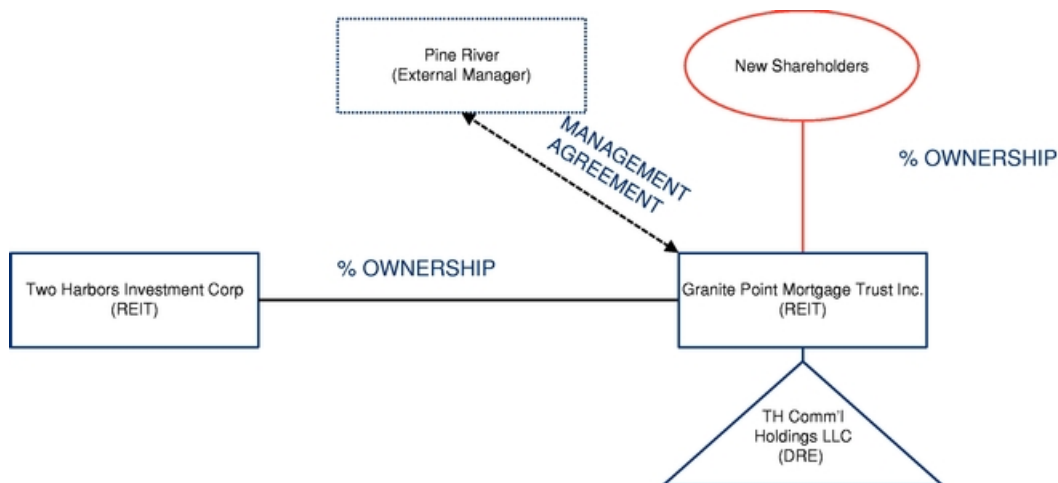 Pine River
(External Manager)
New Shareholders
MANAGEMENT
AGREEMENT
% OWNERSHIP
% OWNERSHIP
Two Harbors Investment Corp
(REIT)
Granite Point Mortgage Trust Inc.
(REIT)
TH Comm'l
Holdings LLC
(DRE)